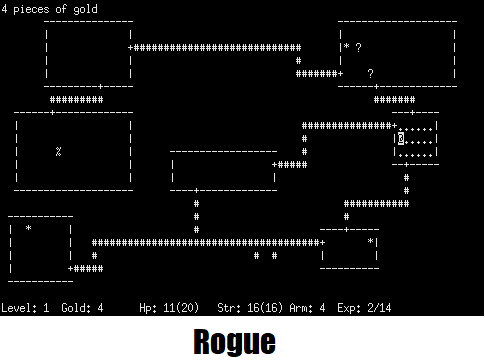 4 pieces of gold
Level: 1 Gold: 4 Hp: 11(20) Str: 16(16) Arm: 4 Exp: 2/14
Rogue